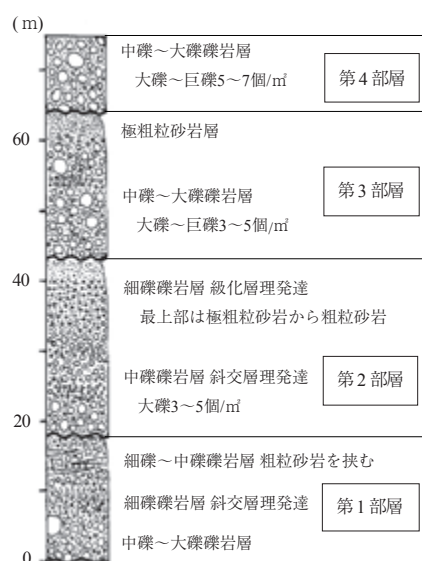 (m)
中礫～大礫礫岩層
大礫～巨礫5～7個/㎡
第4部層
60
極粗粒砂岩層
第3部層
中礫～大礫礫岩層
大礫～巨礫3～5個/㎡
40
細礫礫岩層 級化層理発達
最上部は極粗粒砂岩から粗粒砂岩
中礫礫岩層 斜交層理発達
第2部層
大礫3～5個/㎡
20
細礫～中礫礫岩層 粗粒砂岩を挟む
細礫礫岩層 斜交層理発達
第1部層
中礫～大礫礫岩層
0